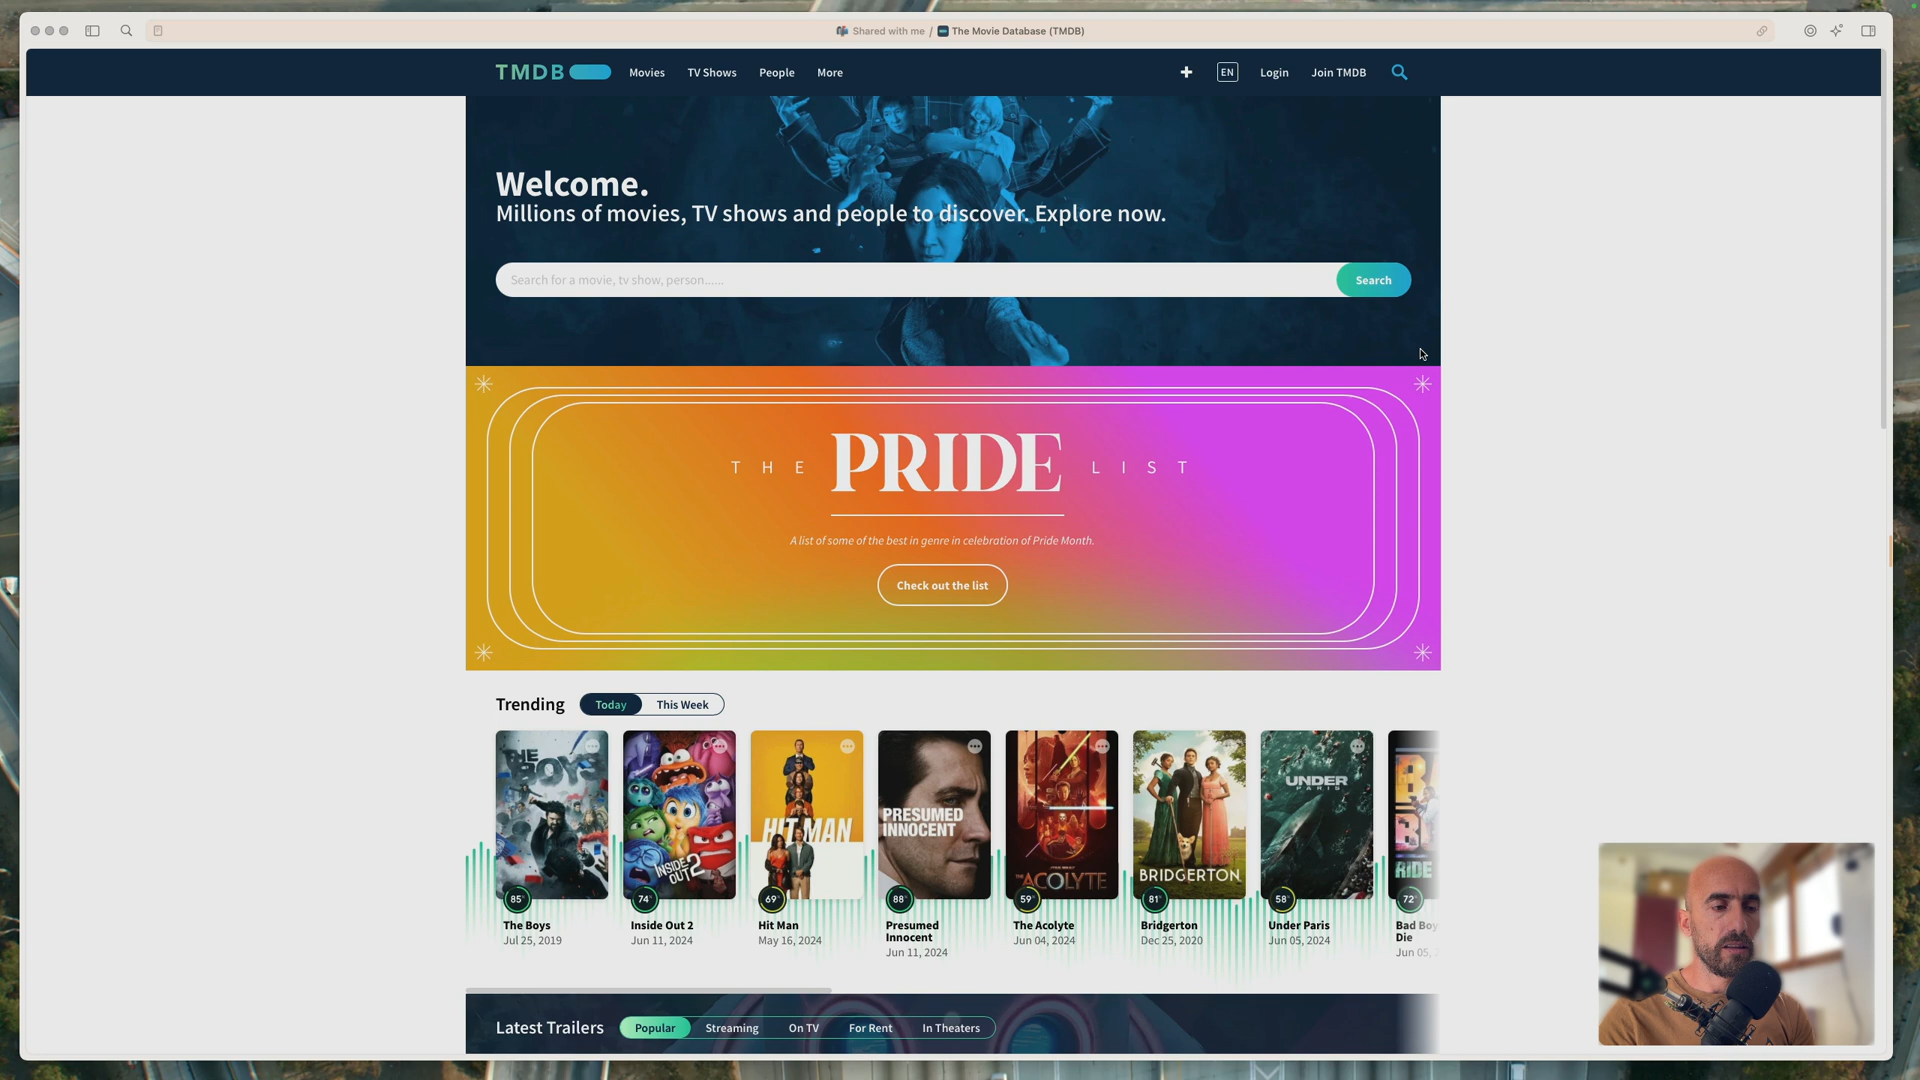 Shared with me / The Movie Database (TMDB)
TMDB Movies TV Shows People More EN Login Join TMDB
Welcome.
Millions of movies, TV shows and people to discover. Explore now.
Search for a movie, tv show, person...... Search
THE PRIDE LIST
A list of some of the best in genre in celebration of Pride Month.
Check out the list
Trending Today This Week
THE BOYS
INSIDE OUT 2
HIT MAN
PRESUMED INNOCENT
THE ACOLYTE
BRIDGERTON
UNDER PARIS
RIDE
85% 74% 69% 88% 59% 81% 58% 72%
The Boys
Jul 25, 2019
Inside Out 2
Jun 11, 2024
Hit Man
May 16, 2024
Presumed
Innocent
Jun 11, 2024
The Acolyte
Jun 04, 2024
Bridgerton
Dec 25, 2020
Under Paris
Jun 05, 2024
Bad Boy
Die
Jun 05, 2
Latest Trailers Popular Streaming On TV For Rent In Theaters